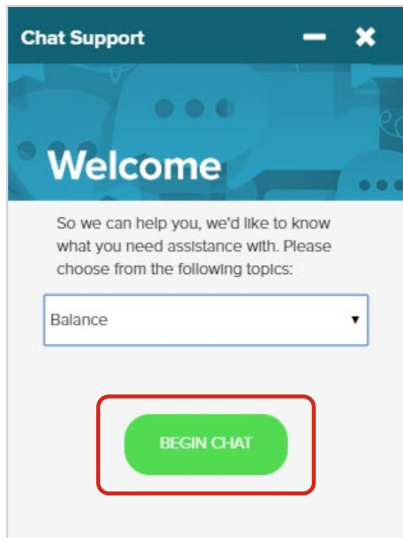 Chat Support
Welcome
So we can help you, we'd like to know
what you need assistance with. Please
choose from the following topics:
Balance
BEGIN CHAT